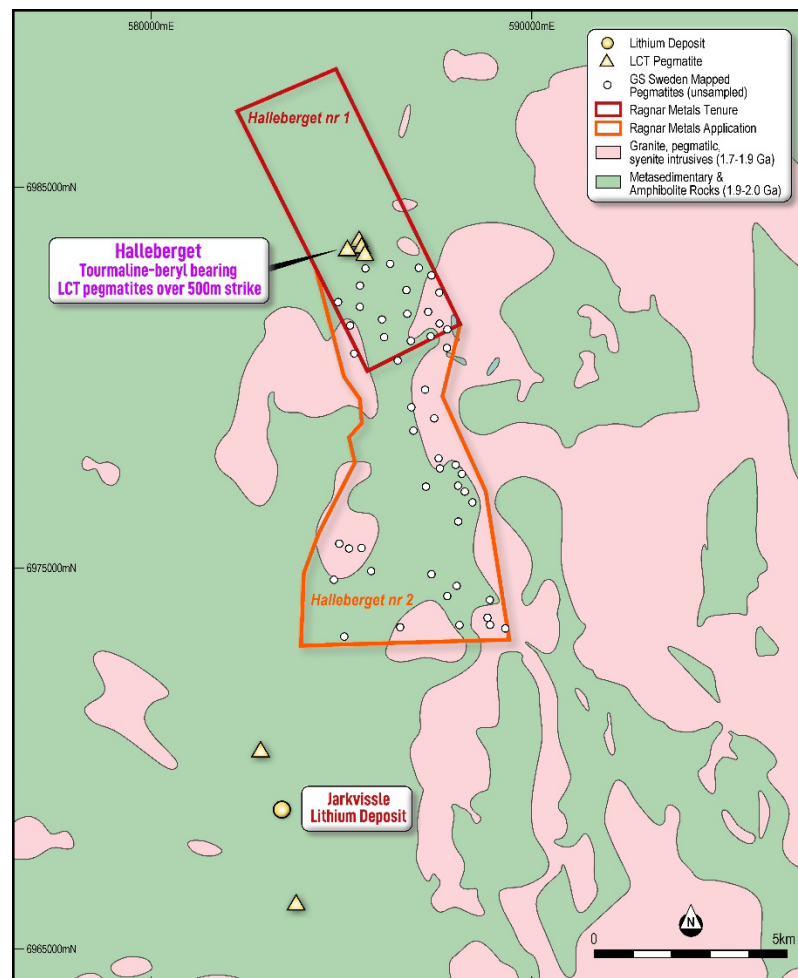 580000mE
590000mE
Lithium Deposit
LCT Pegmatite
GS Sweden Mapped
Pegmatites (unsampled)
Ragnar Metals Tenure
Ragnar Metals Application
Granite, pegmatilc,
syenite intrusives (1.7-1.9 Ga)
Metasedimentary &
Amphibolite Rocks (1.9-2.0 Ga)
Halleberget nr 1
6985000mN
Halleberget
Tourmaline-beryl bearing
LCT pegmatites over 500m strike
6975000mN
Halleberget nr 2
Jarkvissle
Lithium Deposit
N
0
5km
6965000mN